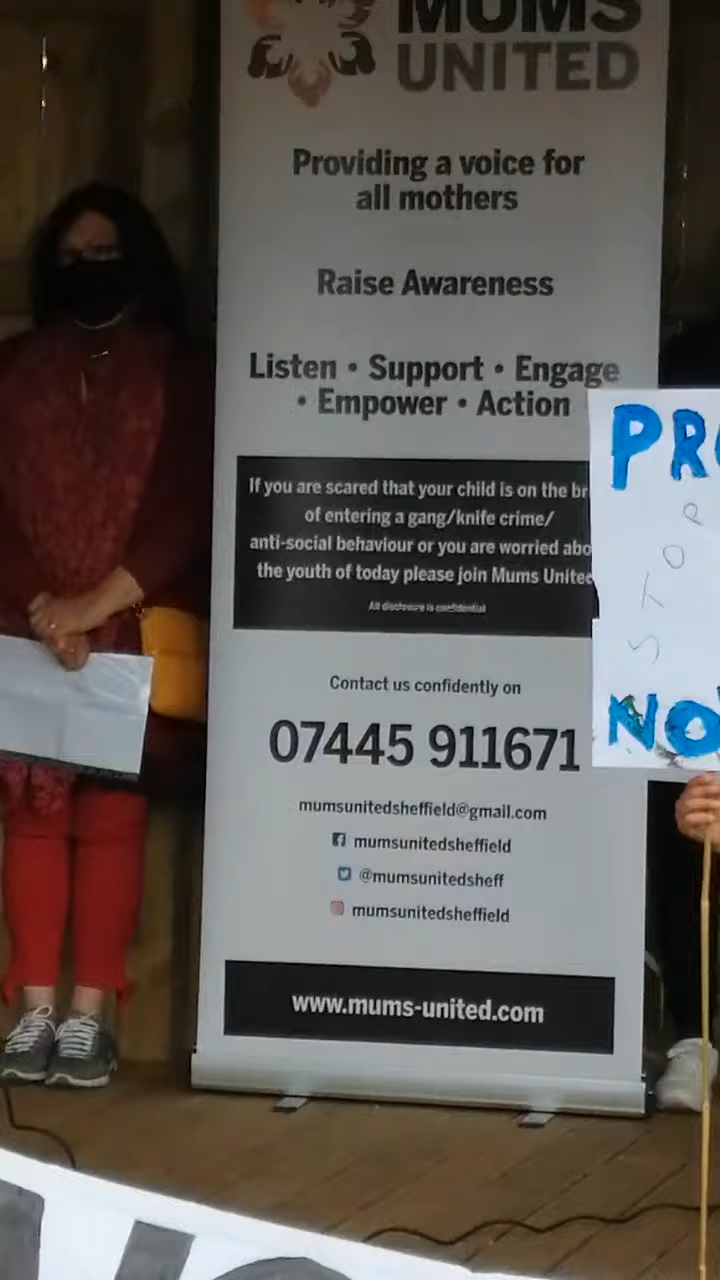 MUMS
UNITED
Providing a voice for
all mothers
Raise Awareness
Listen • Support • Engage
• Empower • Action
If you are scared that your child is on the br
of entering a gang/knife crime/
anti-social behaviour or you are worried abo
the youth of today please join Mums United
All disclosure is confidential
Contact us confidently on
07445 911671
mumsunitedsheffield@gmail.com
mumsunitedsheffield
@mumsunitedsheff
mumsunitedsheffield
www.mums-united.com
PRO
STOP
NO